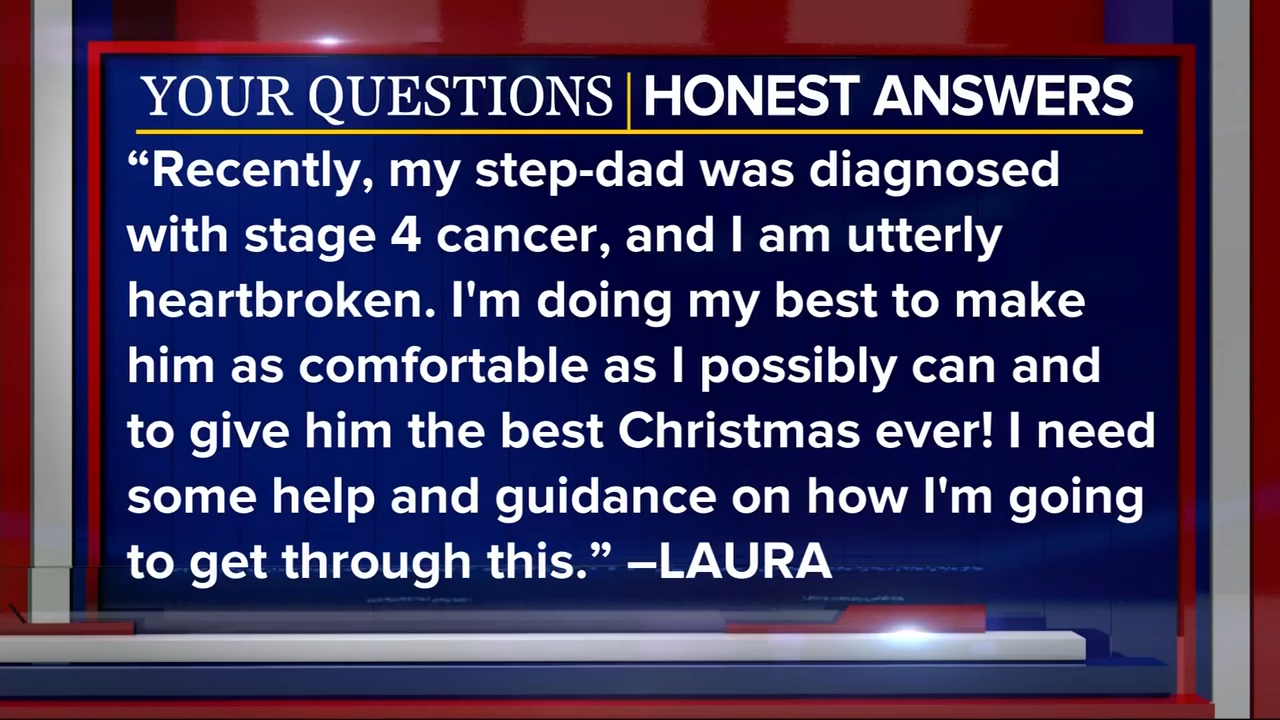 YOUR QUESTIONS | HONEST ANSWERS
“Recently, my step-dad was diagnosed
with stage 4 cancer, and I am utterly
heartbroken. I'm doing my best to make
him as comfortable as I possibly can and
to give him the best Christmas ever! I need
some help and guidance on how I'm going
to get through this.” –LAURA